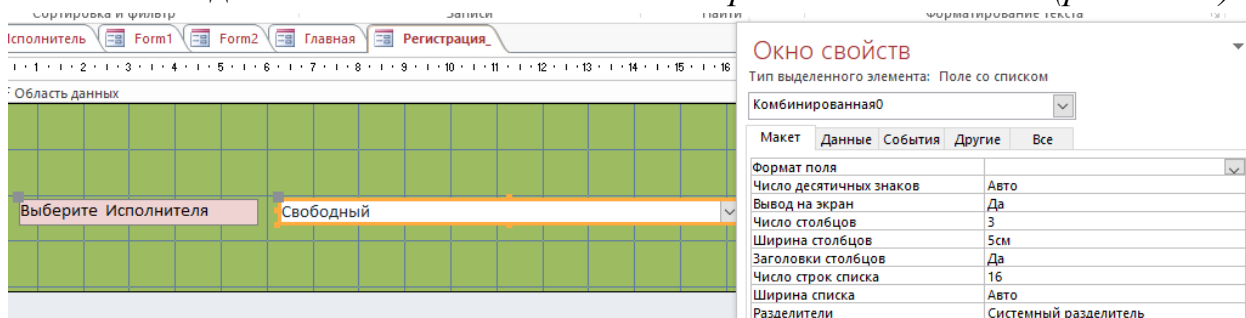 Сортировка и фильтр Записи Найти Форматирование текста
Исполнитель Form1 Form2 Главная Регистрация_
1 2 3 4 5 6 7 8 9 10 11 12 13 14 15 16
Область данных
Выберите Исполнителя Свободный
Окно свойств
Тип выделенного элемента: Поле со списком
Комбинированная0
Макет Данные События Другие Все
Формат поля
Число десятичных знаков Авто
Вывод на экран Да
Число столбцов 3
Ширина столбцов 5см
Заголовки столбцов Да
Число строк списка 16
Ширина списка Авто
Разделители Системный разделитель